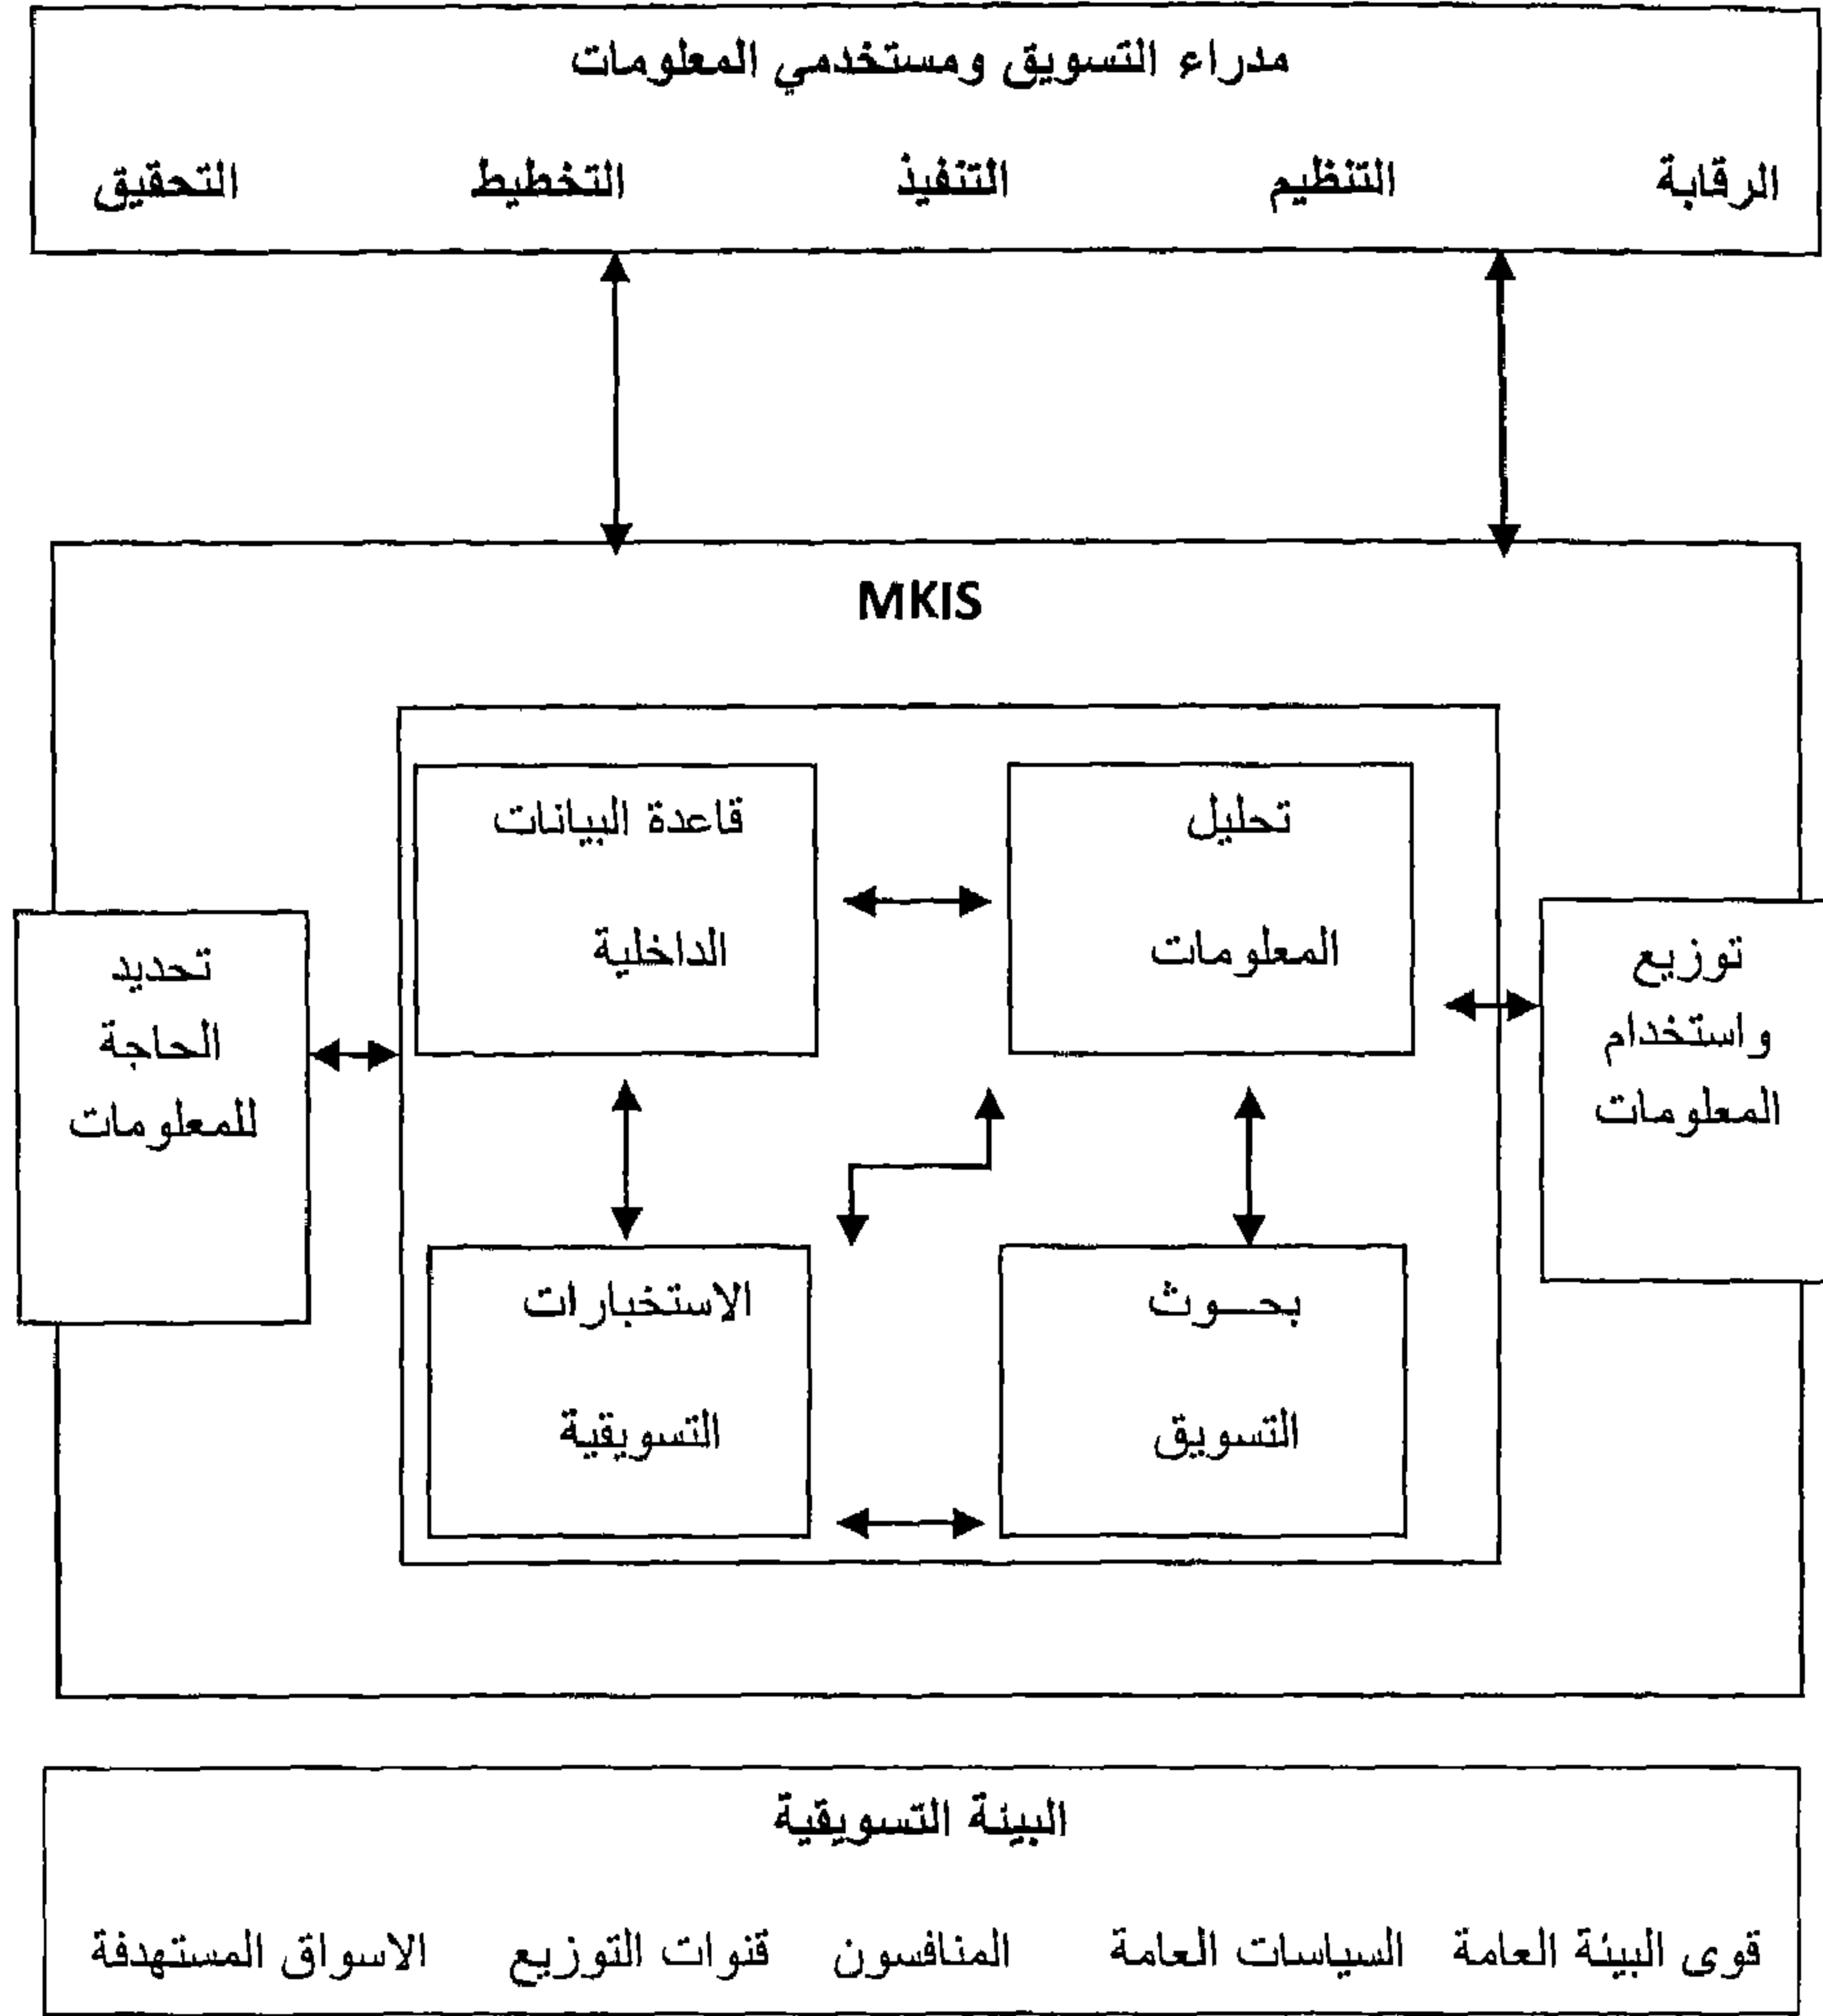 مدراء التسويق ومستخدمي المعلومات
الرقابة التنظيم التنفيذ التخطيط التحقيق
MKIS
تحليل
المعلومات
قاعدة البيانات
الداخلية
توزيع
واستخدام
المعلومات
تحديد
الحاجة
للمعلومات
بحـــوث
التسويق
الإستخبارات
التسويقية
البيئة التسويقية
قوى البيئة العامة السياسات العامة المنافسون قنوات التوزيع الاسواق المستهدفة